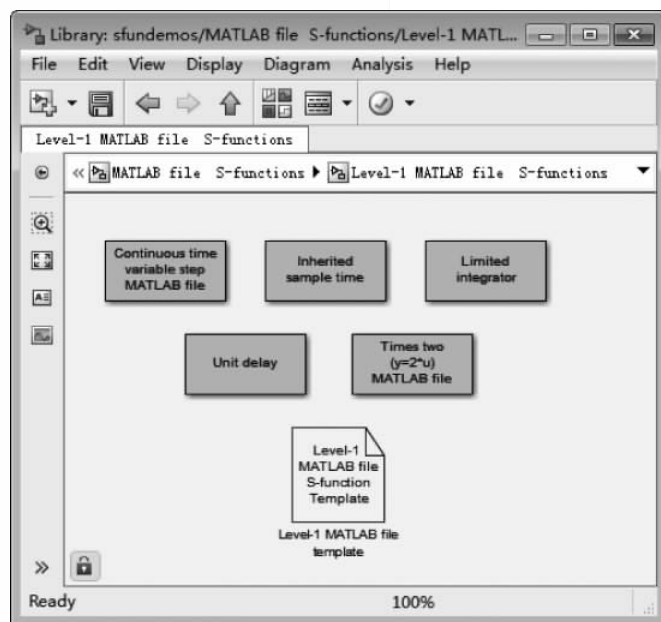 Library: sfundemos/MATLAB file S-functions/Level-1 MATL...
File Edit View Display Diagram Analysis Help
Level-1 MATLAB file S-functions
« MATLAB file S-functions ▶ Level-1 MATLAB file S-functions
Continuous time
variable step
MATLAB file
Inherited
sample time
Limited
integrator
Unit delay
Times two
(y=2*u)
MATLAB file
Level-1
MATLAB file
S-function
Template
Level-1 MATLAB file
template
»
Ready 100%